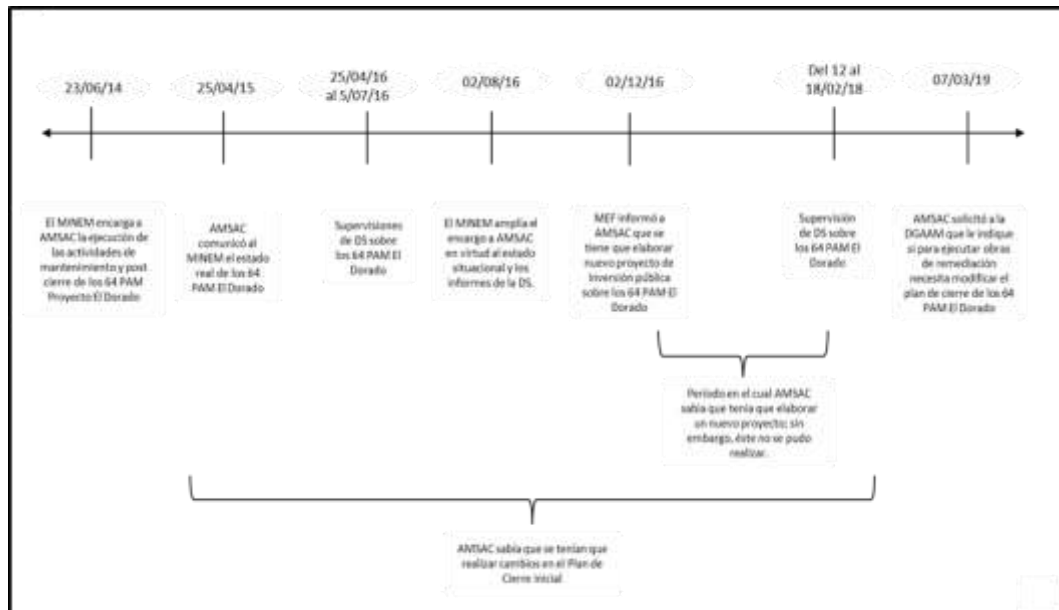 23/06/14
25/04/15
25/04/16
al 5/07/16
02/08/16
02/12/16
Del 12 al
18/02/18
07/03/19
El MINEM encarga a
AMSAC la ejecución de
las actividades de
mantenimiento y post
cierre de los 64 PAM
Proyecto El Dorado
AMSAC
comunicó al
MINEM el estado
real de los 64
PAM El Dorado
Supervisiones
de DS sobre
los 64 PAM El
Dorado
El MINEM amplía el
encargo a AMSAC
en virtud al estado
situacional y los
informes de la DS.
MEF informó a
AMSAC que se
tiene que elaborar
nuevo proyecto de
Inversión pública
sobre los 64 PAM El
Dorado
Supervisión
de DS sobre
los 64 PAM El
Dorado
AMSAC solicitó a la
DGAAM que le indique
si para ejecutar obras
de remediación
necesita modificar el
plan de cierre de los 64
PAM El Dorado
Período en el cual AMSAC
sabía que tenía que elaborar
un nuevo proyecto; sin
embargo, éste no se pudo
realizar.
AMSAC sabía que se tenían que
realizar cambios en el Plan de
Cierre Inicial